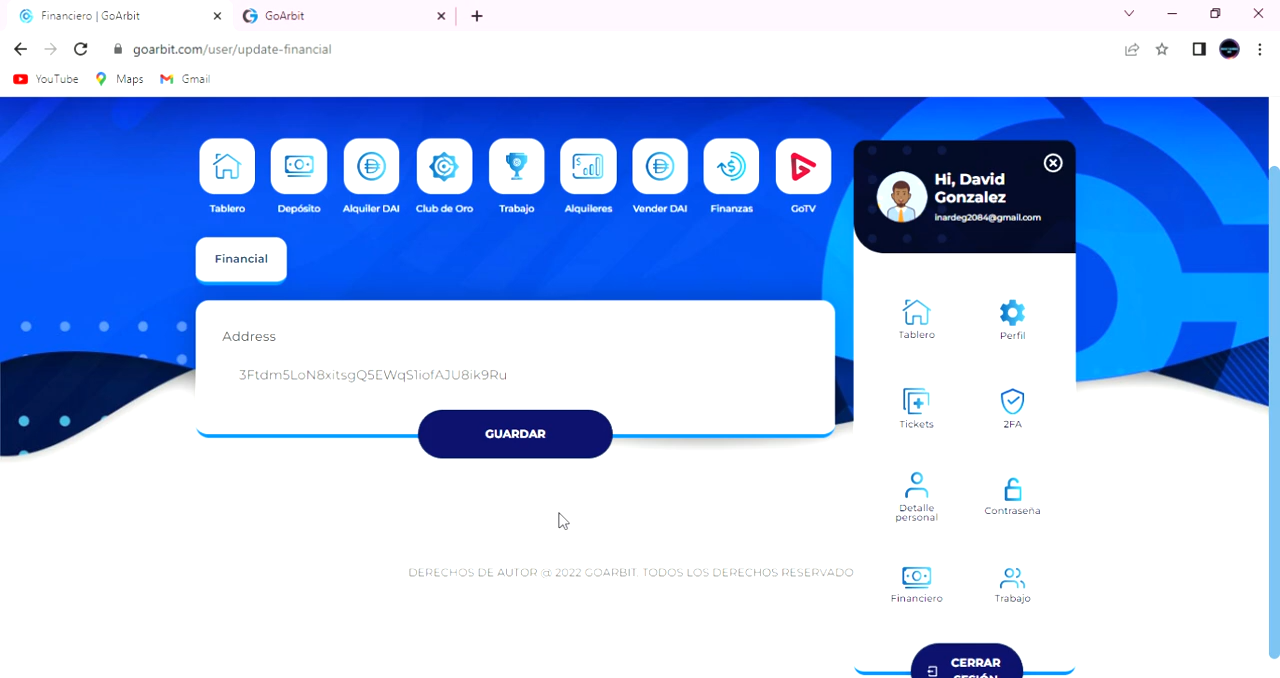 Financiero | GoArbit
GoArbit
goarbit.com/user/update-financial
YouTube
Maps
Gmail
Tablero
Depósito
Alquiler DAI
Club de Oro
Trabajo
Alquileres
Vender DAI
Finanzas
GoTV
Hi, David
Gonzalez
inardeg2084@gmail.com
Financial
Address
3Ftdm5LoN8xitsgQ5EWqS1iofAJU8ik9Ru
GUARDAR
Tablero
Perfil
Tickets
2FA
Detalle
personal
Contraseña
Financiero
Trabajo
DERECHOS DE AUTOR @ 2022 GOARBIT. TODOS LOS DERECHOS RESERVADO
CERRAR
SESIÓN